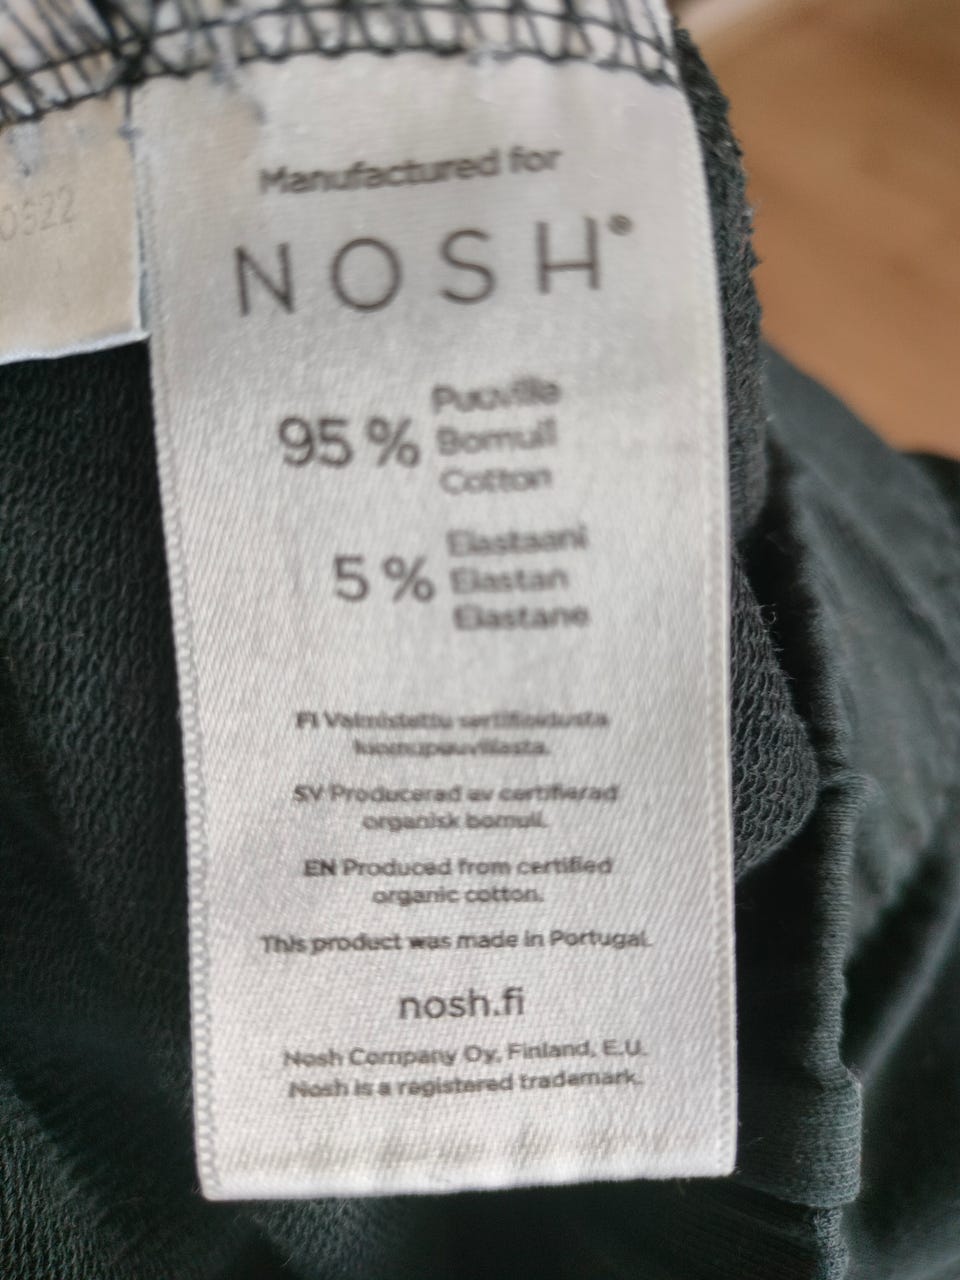 Manufactured for
NOSH®
95 %
Puuvilla
Bomull
Cotton
5 %
Elastaani
Elastan
Elastane
FI Valmistettu sertifioidusta
luomupuuvillasta.
SV Producerad av certifierad
organisk bomull.
EN Produced from certified
organic cotton.
This product was made in Portugal.
nosh.fi
Nosh Company Oy, Finland, E.U.
Nosh is a registered trademark.